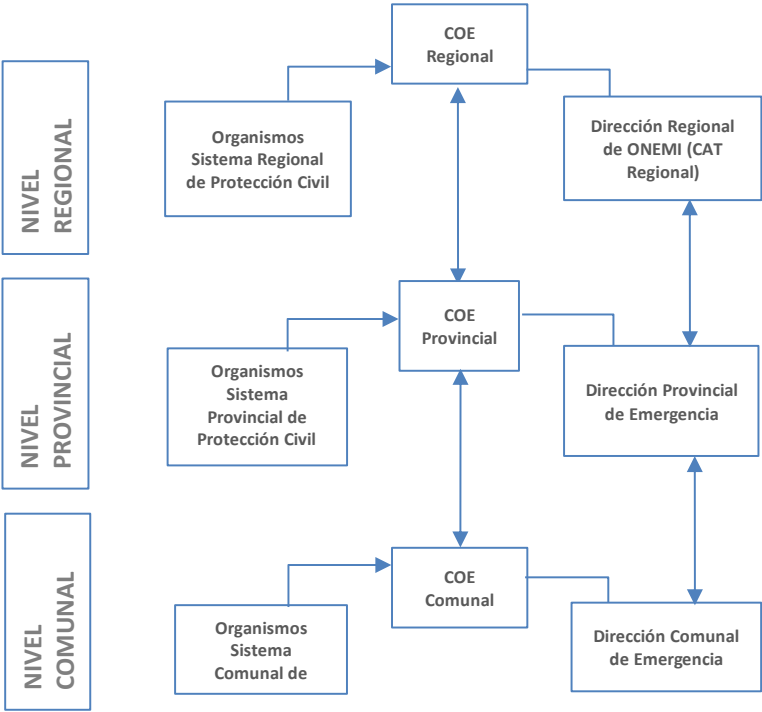 COE
Regional
NIVEL
REGIONAL
Organismos
Sistema Regional
de Protección Civil
Dirección Regional
de ONEMI (CAT
Regional)
COE
Provincial
NIVEL
PROVINCIAL
Organismos
Sistema
Provincial de
Protección Civil
Dirección Provincial
de Emergencia
COE
Comunal
NIVEL
COMUNAL
Organismos
Sistema
Comunal de
Dirección Comunal
de Emergencia